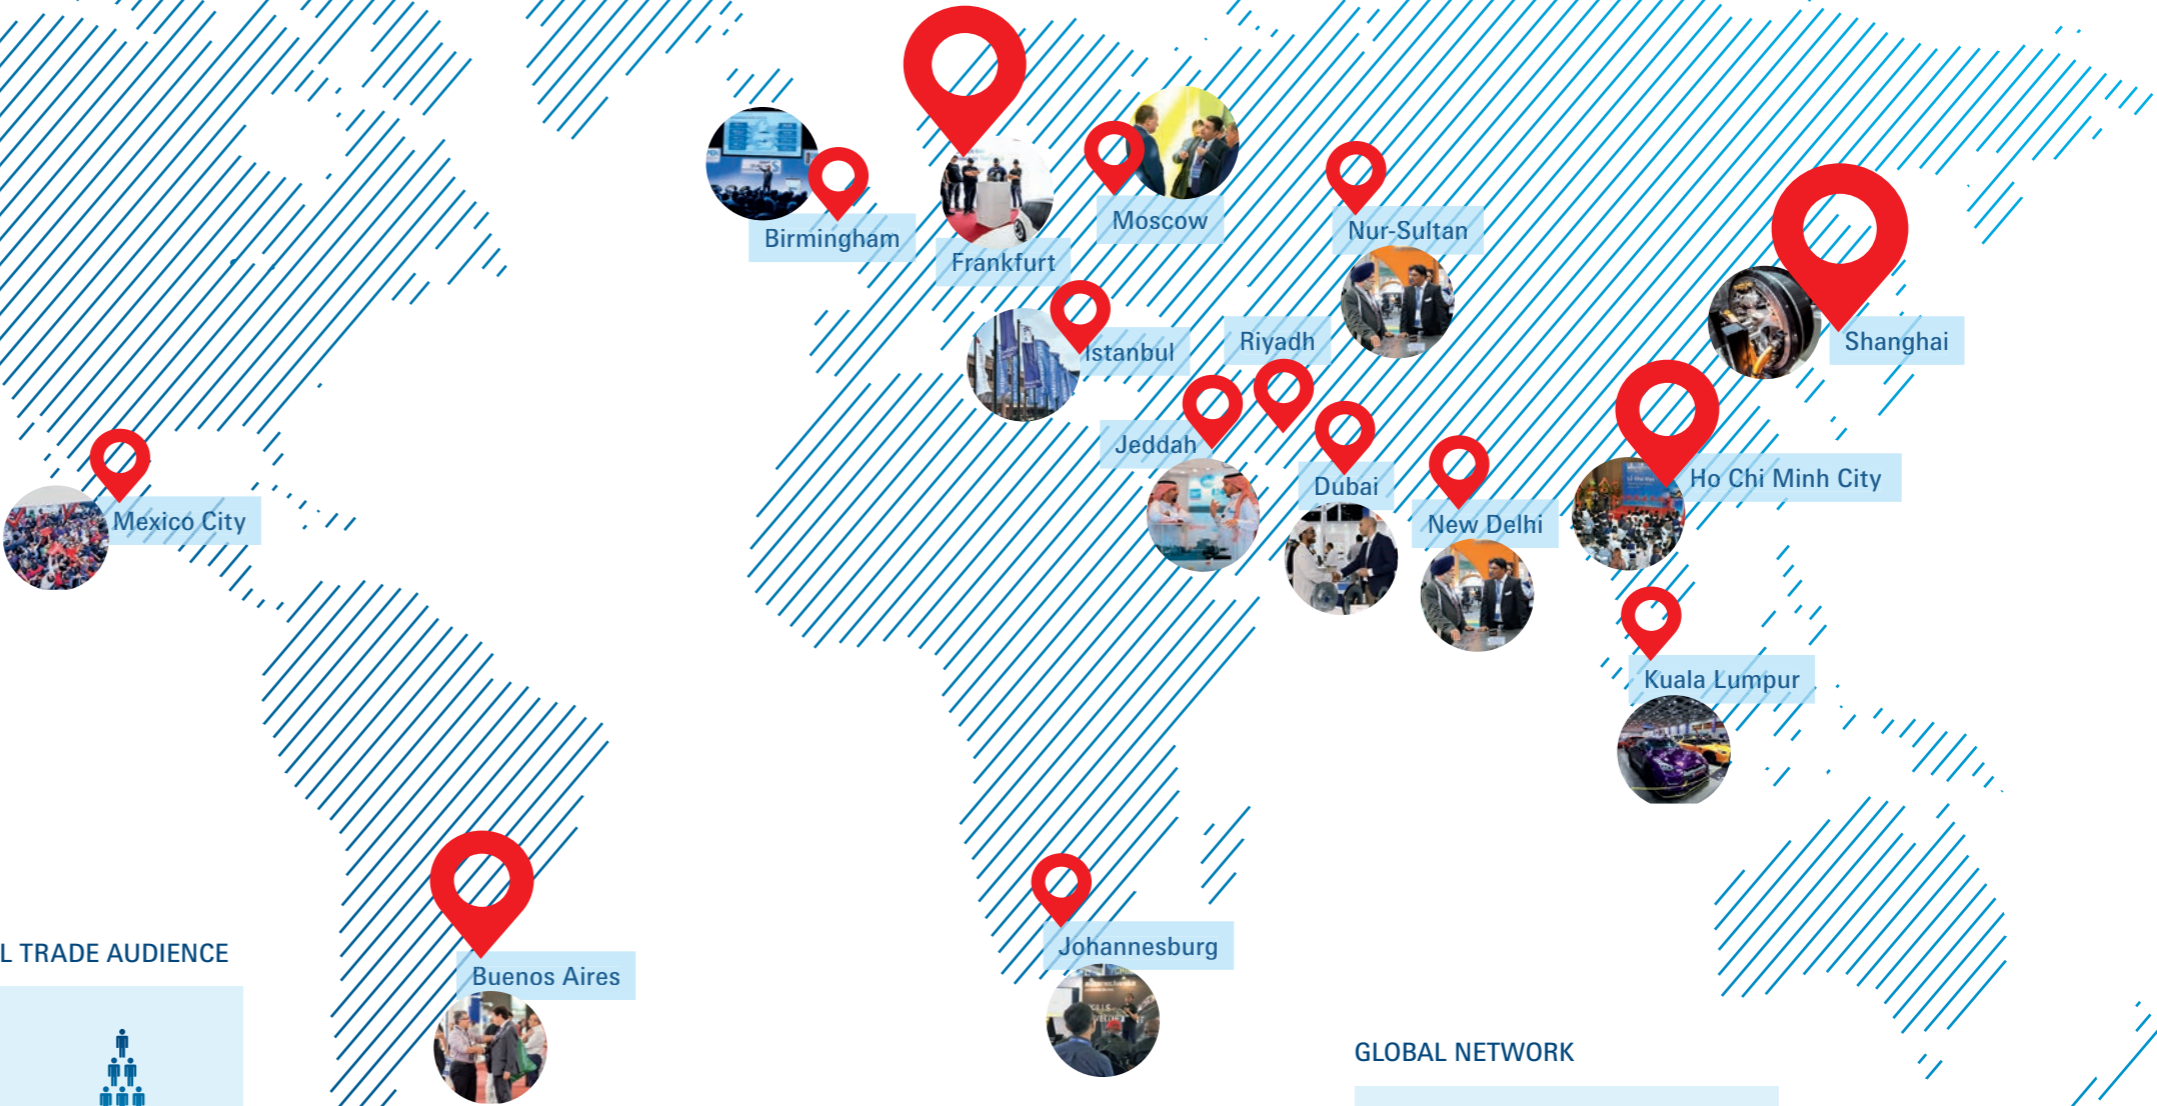 Moscow
Birmingham
Nur-Sultan
Frankfurt
Istanbul
Riyadh
Shanghai
Jeddah
Dubai
Ho Chi Minh City
Mexico City
New Delhi
Kuala Lumpur
Johannesburg
L TRADE AUDIENCE
Buenos Aires
GLOBAL NETWORK